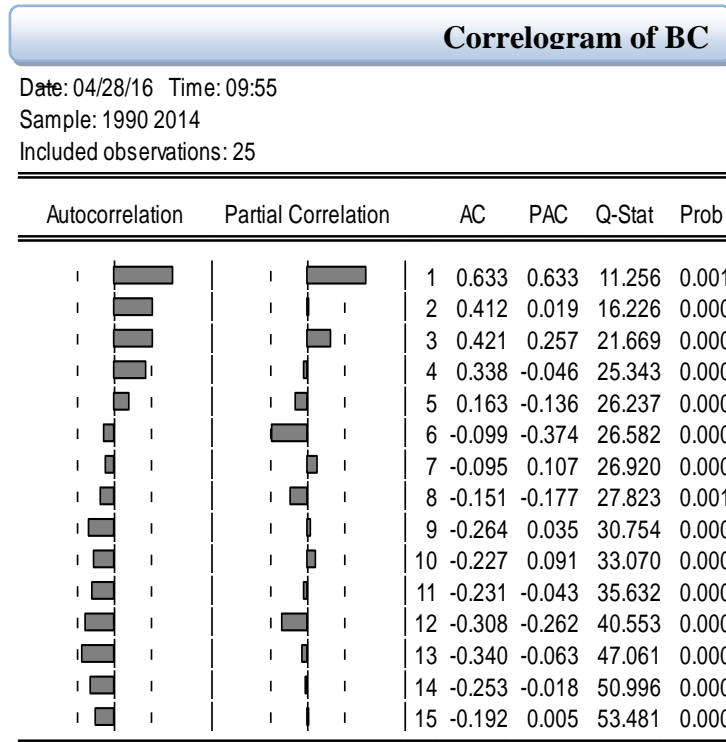 Correlogram of BC
Date: 04/28/16 Time: 09:55
Sample: 1990 2014
Included observations: 25
Autocorrelation Partial Correlation AC PAC Q-Stat Prob
1 0.633 0.633 11.256 0.001
2 0.412 0.019 16.226 0.000
3 0.421 0.257 21.669 0.000
4 0.338 -0.046 25.343 0.000
5 0.163 -0.136 26.237 0.000
6 -0.099 -0.374 26.582 0.000
7 -0.095 0.107 26.920 0.000
8 -0.151 -0.177 27.823 0.001
9 -0.264 0.035 30.754 0.000
10 -0.227 0.091 33.070 0.000
11 -0.231 -0.043 35.632 0.000
12 -0.308 -0.262 40.553 0.000
13 -0.340 -0.063 47.061 0.000
14 -0.253 -0.018 50.996 0.000
15 -0.192 0.005 53.481 0.000